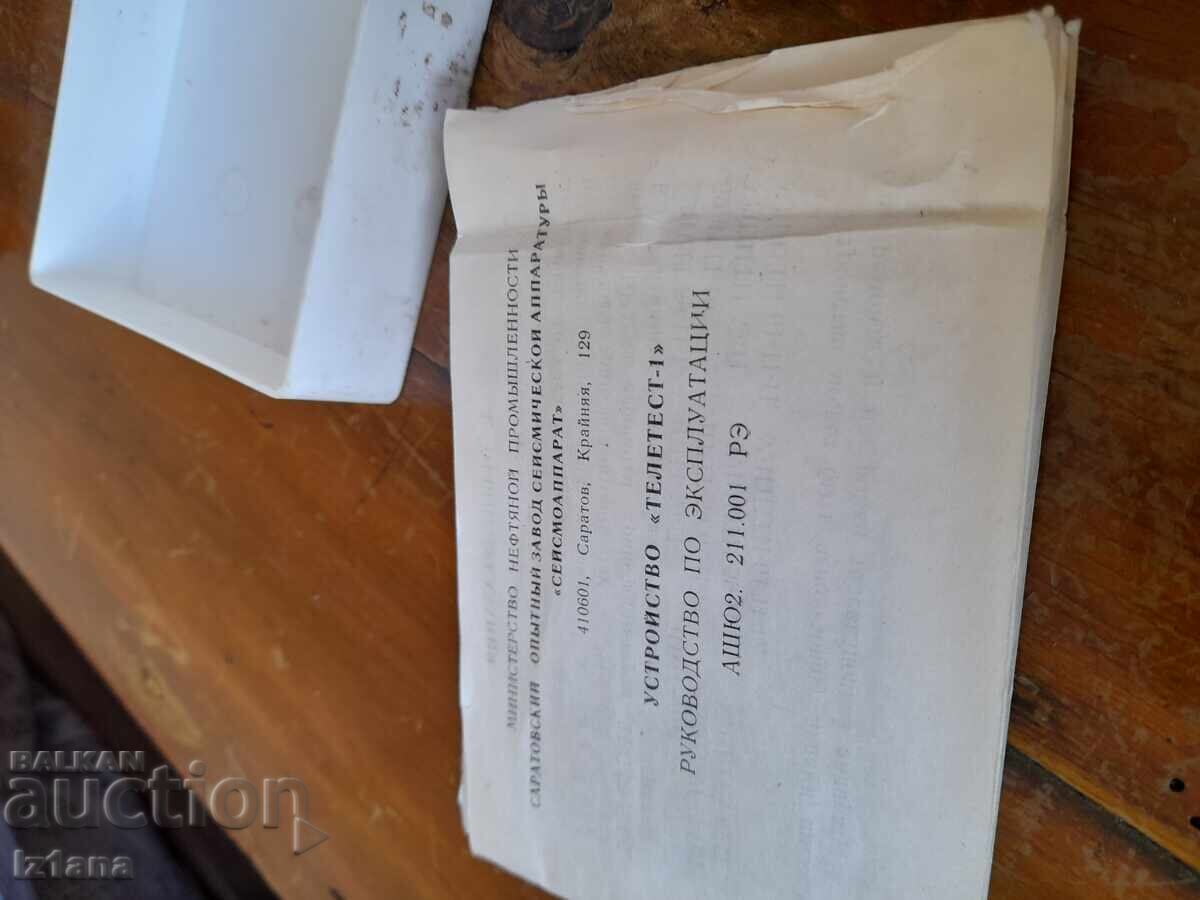 МИНИСТЕРСТВО НЕФТЯНОЙ ПРОМЫШЛЕННОСТИ
САРАТОВСКИЙ ОПЫТНЫЙ ЗАВОД СЕЙСМИЧЕСКОЙ АППАРАТУРЫ
«СЕЙСМОАППАРАТ»
410601, Саратов, Крайняя, 129
УСТРОЙСТВО «ТЕЛЕТЕСТ-1»
РУКОВОДСТВО ПО ЭКСПЛУАТАЦИИ
АШЮ2. 211.001 РЭ
BALKAN
auction
Iz1ana